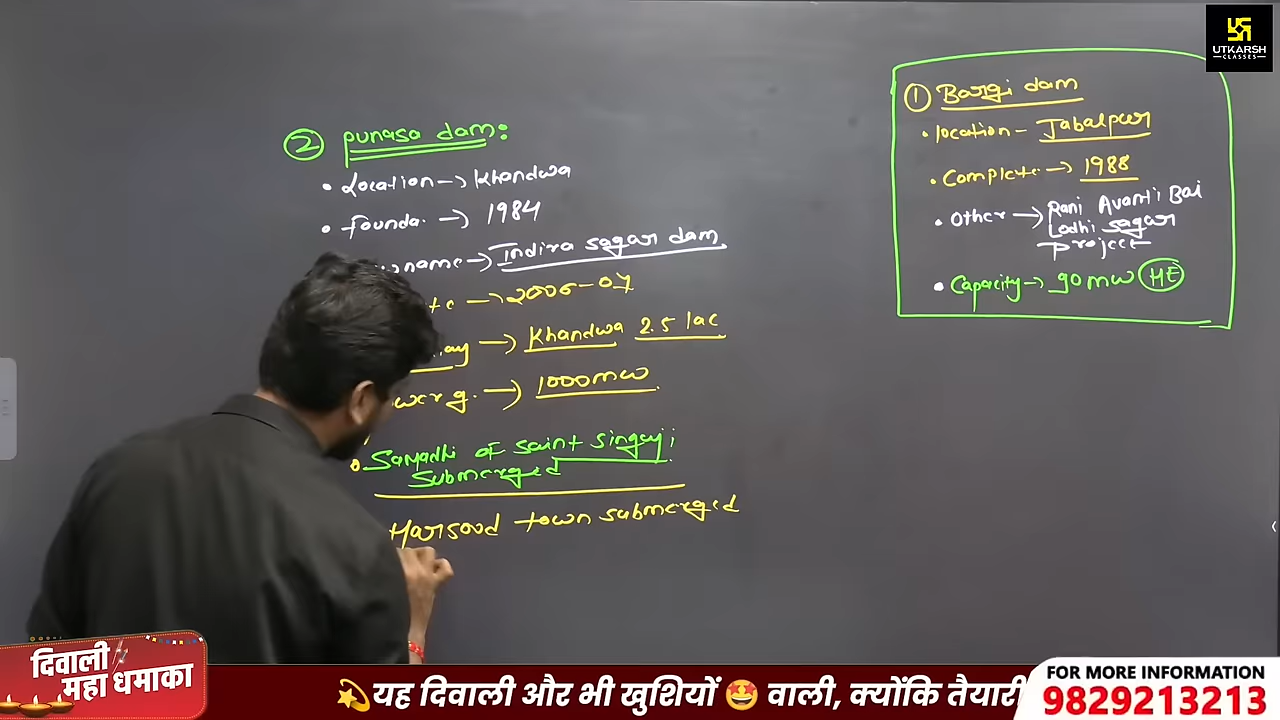 ② punasa dam:
• Location → Khandwa
• founda. → 1984
name → Indira sagar dam
→ 2006-07
→ Khandwa 2.5 lac
g. → 1000mw
• Samadhi of saint singaji
submerged
Harsood town submerged
① Bargi dam
• location - Jabalpur
• Complete → 1988
• Other → Rani Avanti Bai
Lodhi sagar
Project
• Capacity → 90mw HE
UTKARSH
CLASSES
दिवाली
महा धमाका
यह दिवाली और भी खुशियों 🤩 वाली, क्योंकि तैयारी
FOR MORE INFORMATION
9829213213